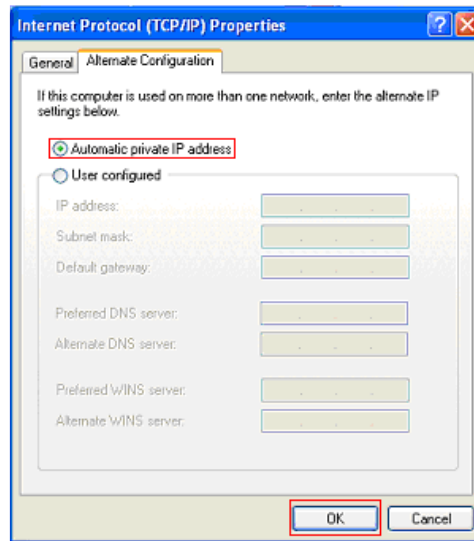 Internet Protocol (TCP/IP) Properties
General
Alternate Configuration
If this computer is used on more than one network, enter the alternate IP
settings below.
Automatic private IP address
User configured
IP address:
Subnet mask:
Default gateway:
Preferred DNS server:
Alternate DNS server:
Preferred WINS server:
Alternate WINS server:
OK
Cancel